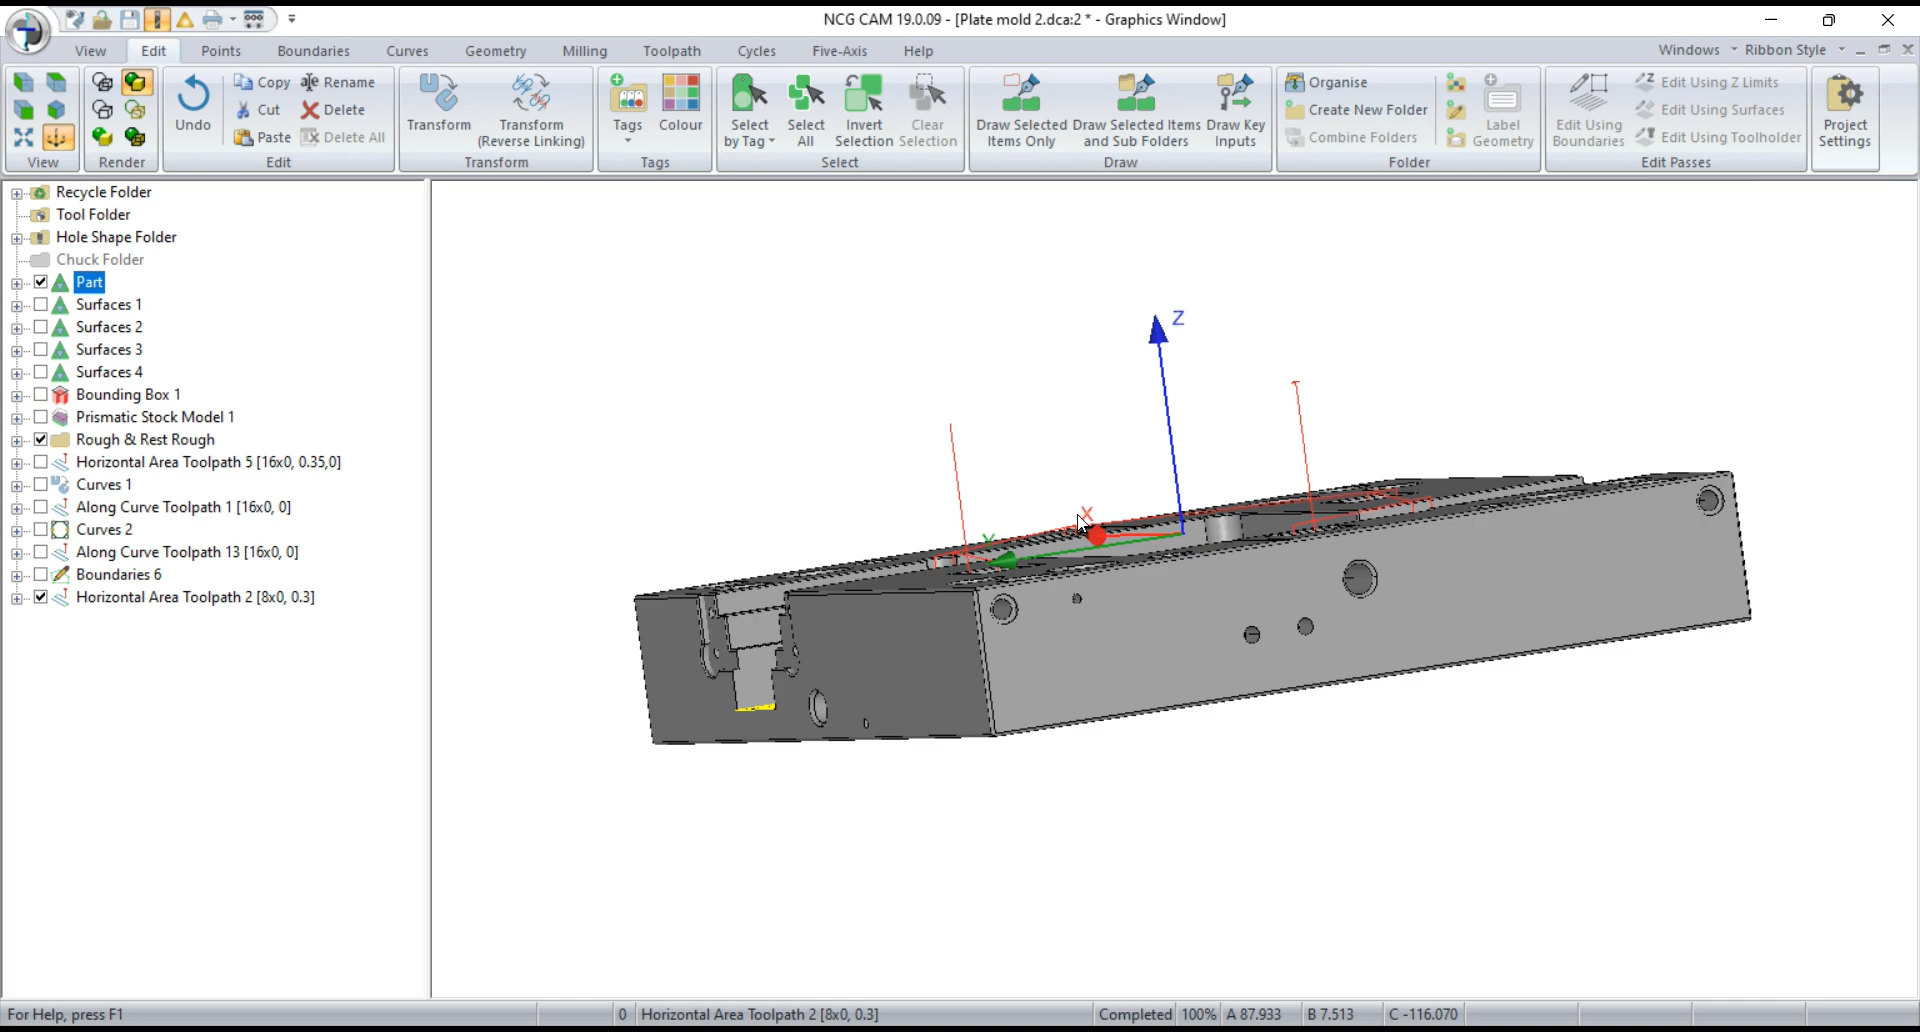 NCG CAM 19.0.09 - [Plate mold 2.dca:2 * - Graphics Window]
View Edit Points Boundaries Curves Geometry Milling Toolpath Cycles Five-Axis Help Windows Ribbon Style
Undo
Copy
Cut
Paste
Rename
Delete
Delete All
Transform
Transform
(Reverse Linking)
Tags
Colour
Select
by Tag
Select
All
Invert
Selection
Clear
Selection
Draw Selected
Items Only
Draw Selected Items
and Sub Folders
Draw Key
Inputs
Organise
Create New Folder
Combine Folders
Label
Geometry
Edit Using
Boundaries
Edit Using Z Limits
Edit Using Surfaces
Edit Using Toolholder
Project
Settings
View Render Edit Transform Tags Select Draw Folder Edit Passes
Recycle Folder
Tool Folder
Hole Shape Folder
Chuck Folder
Part
Surfaces 1
Surfaces 2
Surfaces 3
Surfaces 4
Bounding Box 1
Prismatic Stock Model 1
Rough & Rest Rough
Horizontal Area Toolpath 5 [16x0, 0.35,0]
Curves 1
Along Curve Toolpath 1 [16x0, 0]
Curves 2
Along Curve Toolpath 13 [16x0, 0]
Boundaries 6
Horizontal Area Toolpath 2 [8x0, 0.3]
Z
X
Y
For Help, press F1 0 Horizontal Area Toolpath 2 [8x0, 0.3] Completed 100% A 87.933 B 7.513 C -116.070